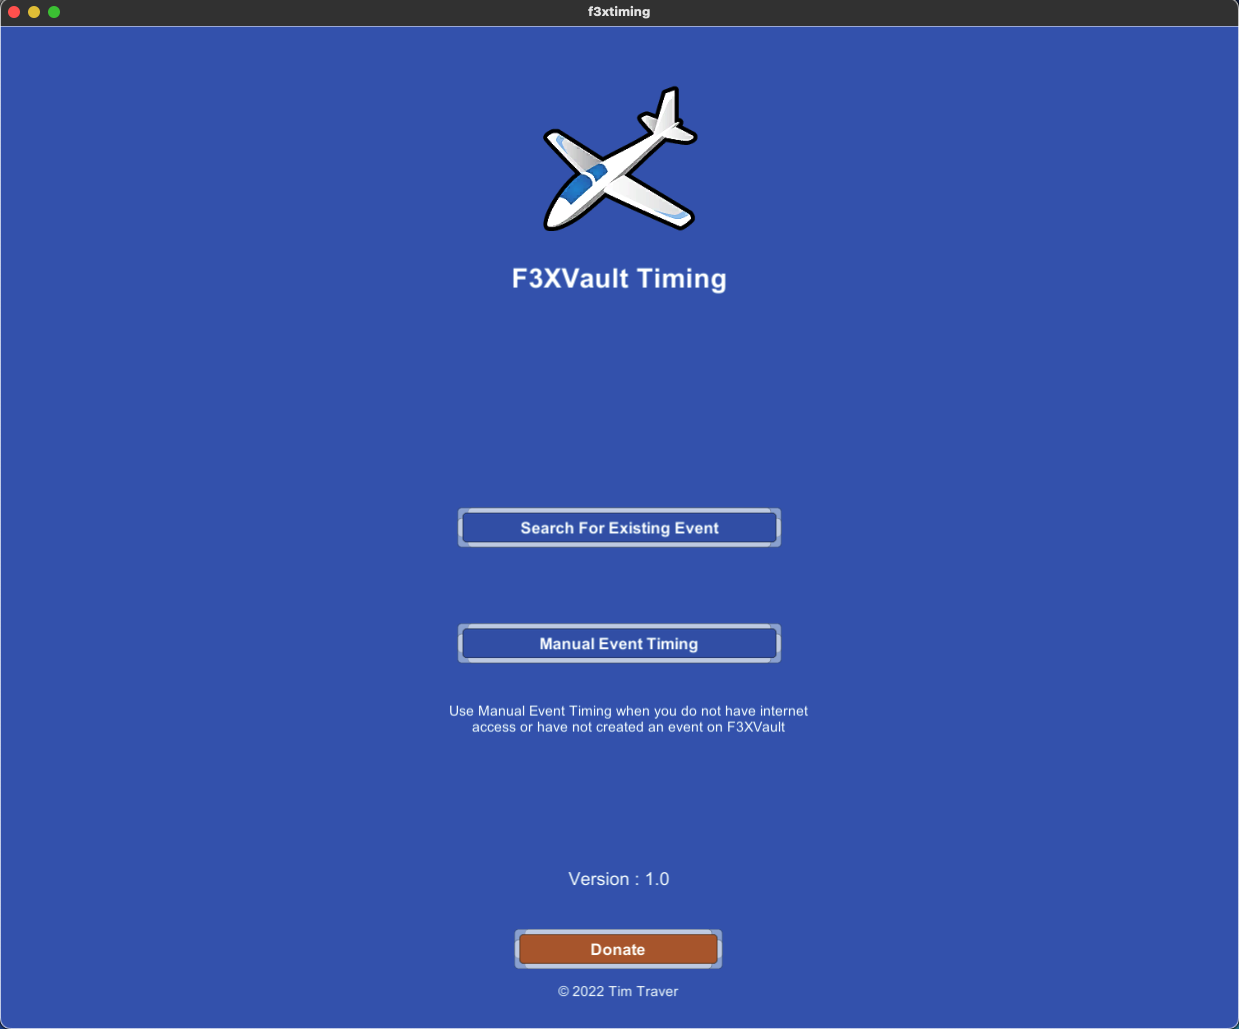 f3xtiming
F3XVault Timing
Search For Existing Event
Manual Event Timing
Use Manual Event Timing when you do not have internet
access or have not created an event on F3XVault
Version : 1.0
Donate
© 2022 Tim Traver